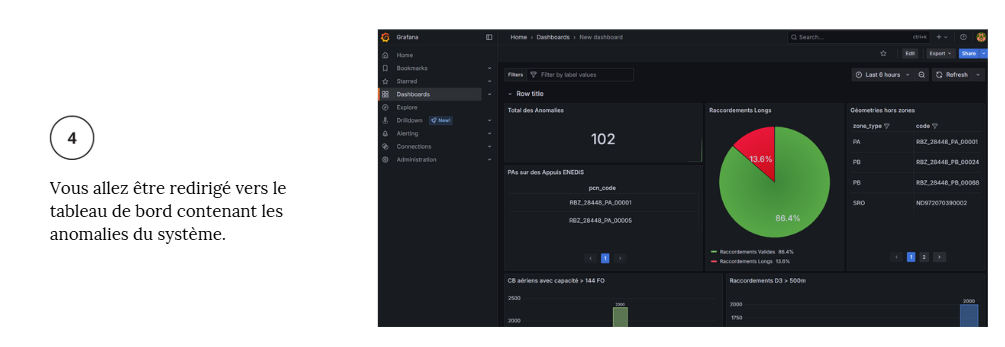 4
Vous allez être redirigé vers le
tableau de bord contenant les
anomalies du système.
Grafana
Home › Dashboards › New dashboard
Search...
ctrl+k
Home
Bookmarks
Starred
Dashboards
Explore
Drilldown New!
Alerting
Connections
Administration
Edit
Export
Share
Filters
Filter by label values
Last 6 hours
Refresh
Row title
Total des Anomalies
102
PAs sur des Appuis ENEDIS
pcn_code
RBZ_28448_PA_00001
RBZ_28448_PA_00005
1
Raccordements Longs
13.6%
86.4%
Raccordements Valides 86.4%
Raccordements Longs 13.6%
Géometries hors zones
zone_type code
PA RBZ_28448_PA_00001
PB RBZ_28448_PB_00024
PB RBZ_28448_PB_00066
SRO ND972070390002
1 2
CB aériens avec capacité > 144 FO
2500
2300
2000
Raccordements D3 > 500m
2000
2000
1750